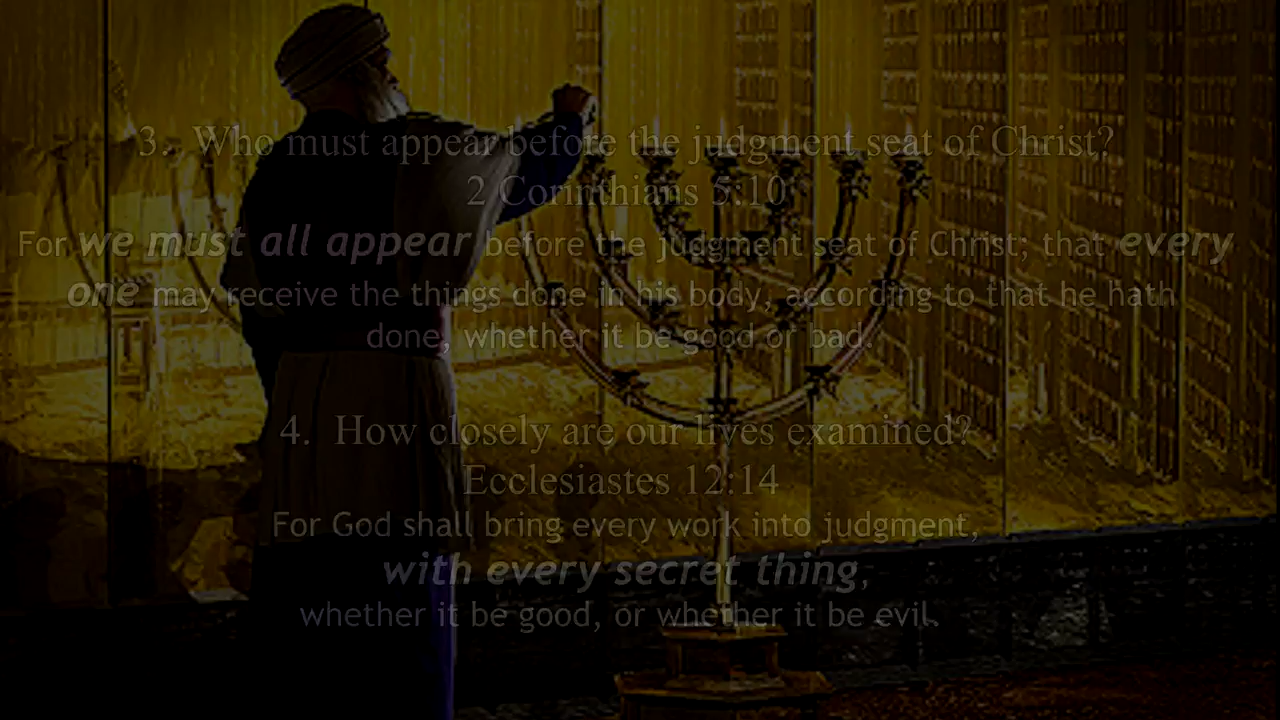 3.  Who must appear before the judgment seat of Christ?
2 Corinthians 5:10
For we must all appear before the judgment seat of Christ; that every
one may receive the things done in his body, according to that he hath
done, whether it be good or bad.
4.  How closely are our lives examined?
Ecclesiastes 12:14
For God shall bring every work into judgment,
with every secret thing,
whether it be good, or whether it be evil.